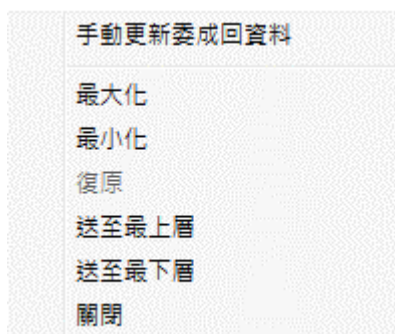 手動更新委成回資料
最大化
最小化
復原
送至最上層
送至最下層
關閉